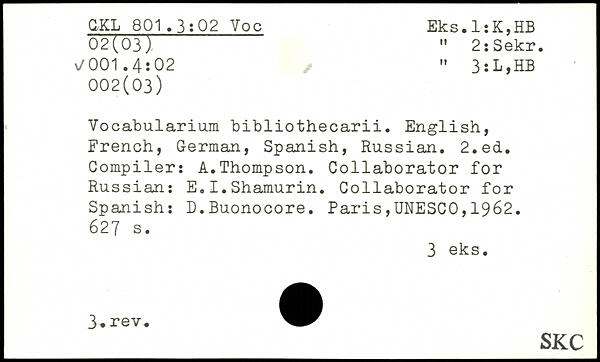 CKL 801.3:02 Voc Eks.1:K,HB
02(03) " 2:Sekr.
✓001.4:02 " 3:L,HB
002(03)
Vocabularium bibliothecarii. English,
French, German, Spanish, Russian. 2.ed.
Compiler: A.Thompson. Collaborator for
Russian: E.I.Shamurin. Collaborator for
Spanish: D.Buonocore. Paris,UNESCO,1962.
627 s.
3 eks.
3.rev.
SKC